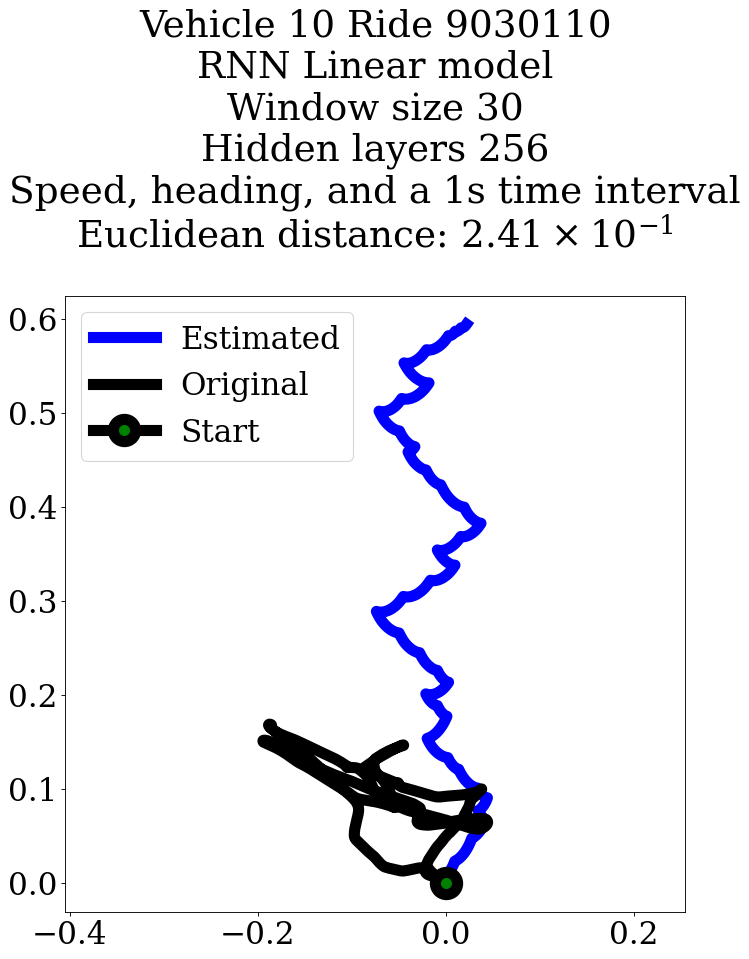 Vehicle 10 Ride 9030110
RNN Linear model
Window size 30
Hidden layers 256
Speed, heading, and a 1s time interval
Euclidean distance: 2.41 × 10⁻¹
Estimated
Original
Start
0.6
0.5
0.4
0.3
0.2
0.1
0.0
−0.4 −0.2 0.0 0.2